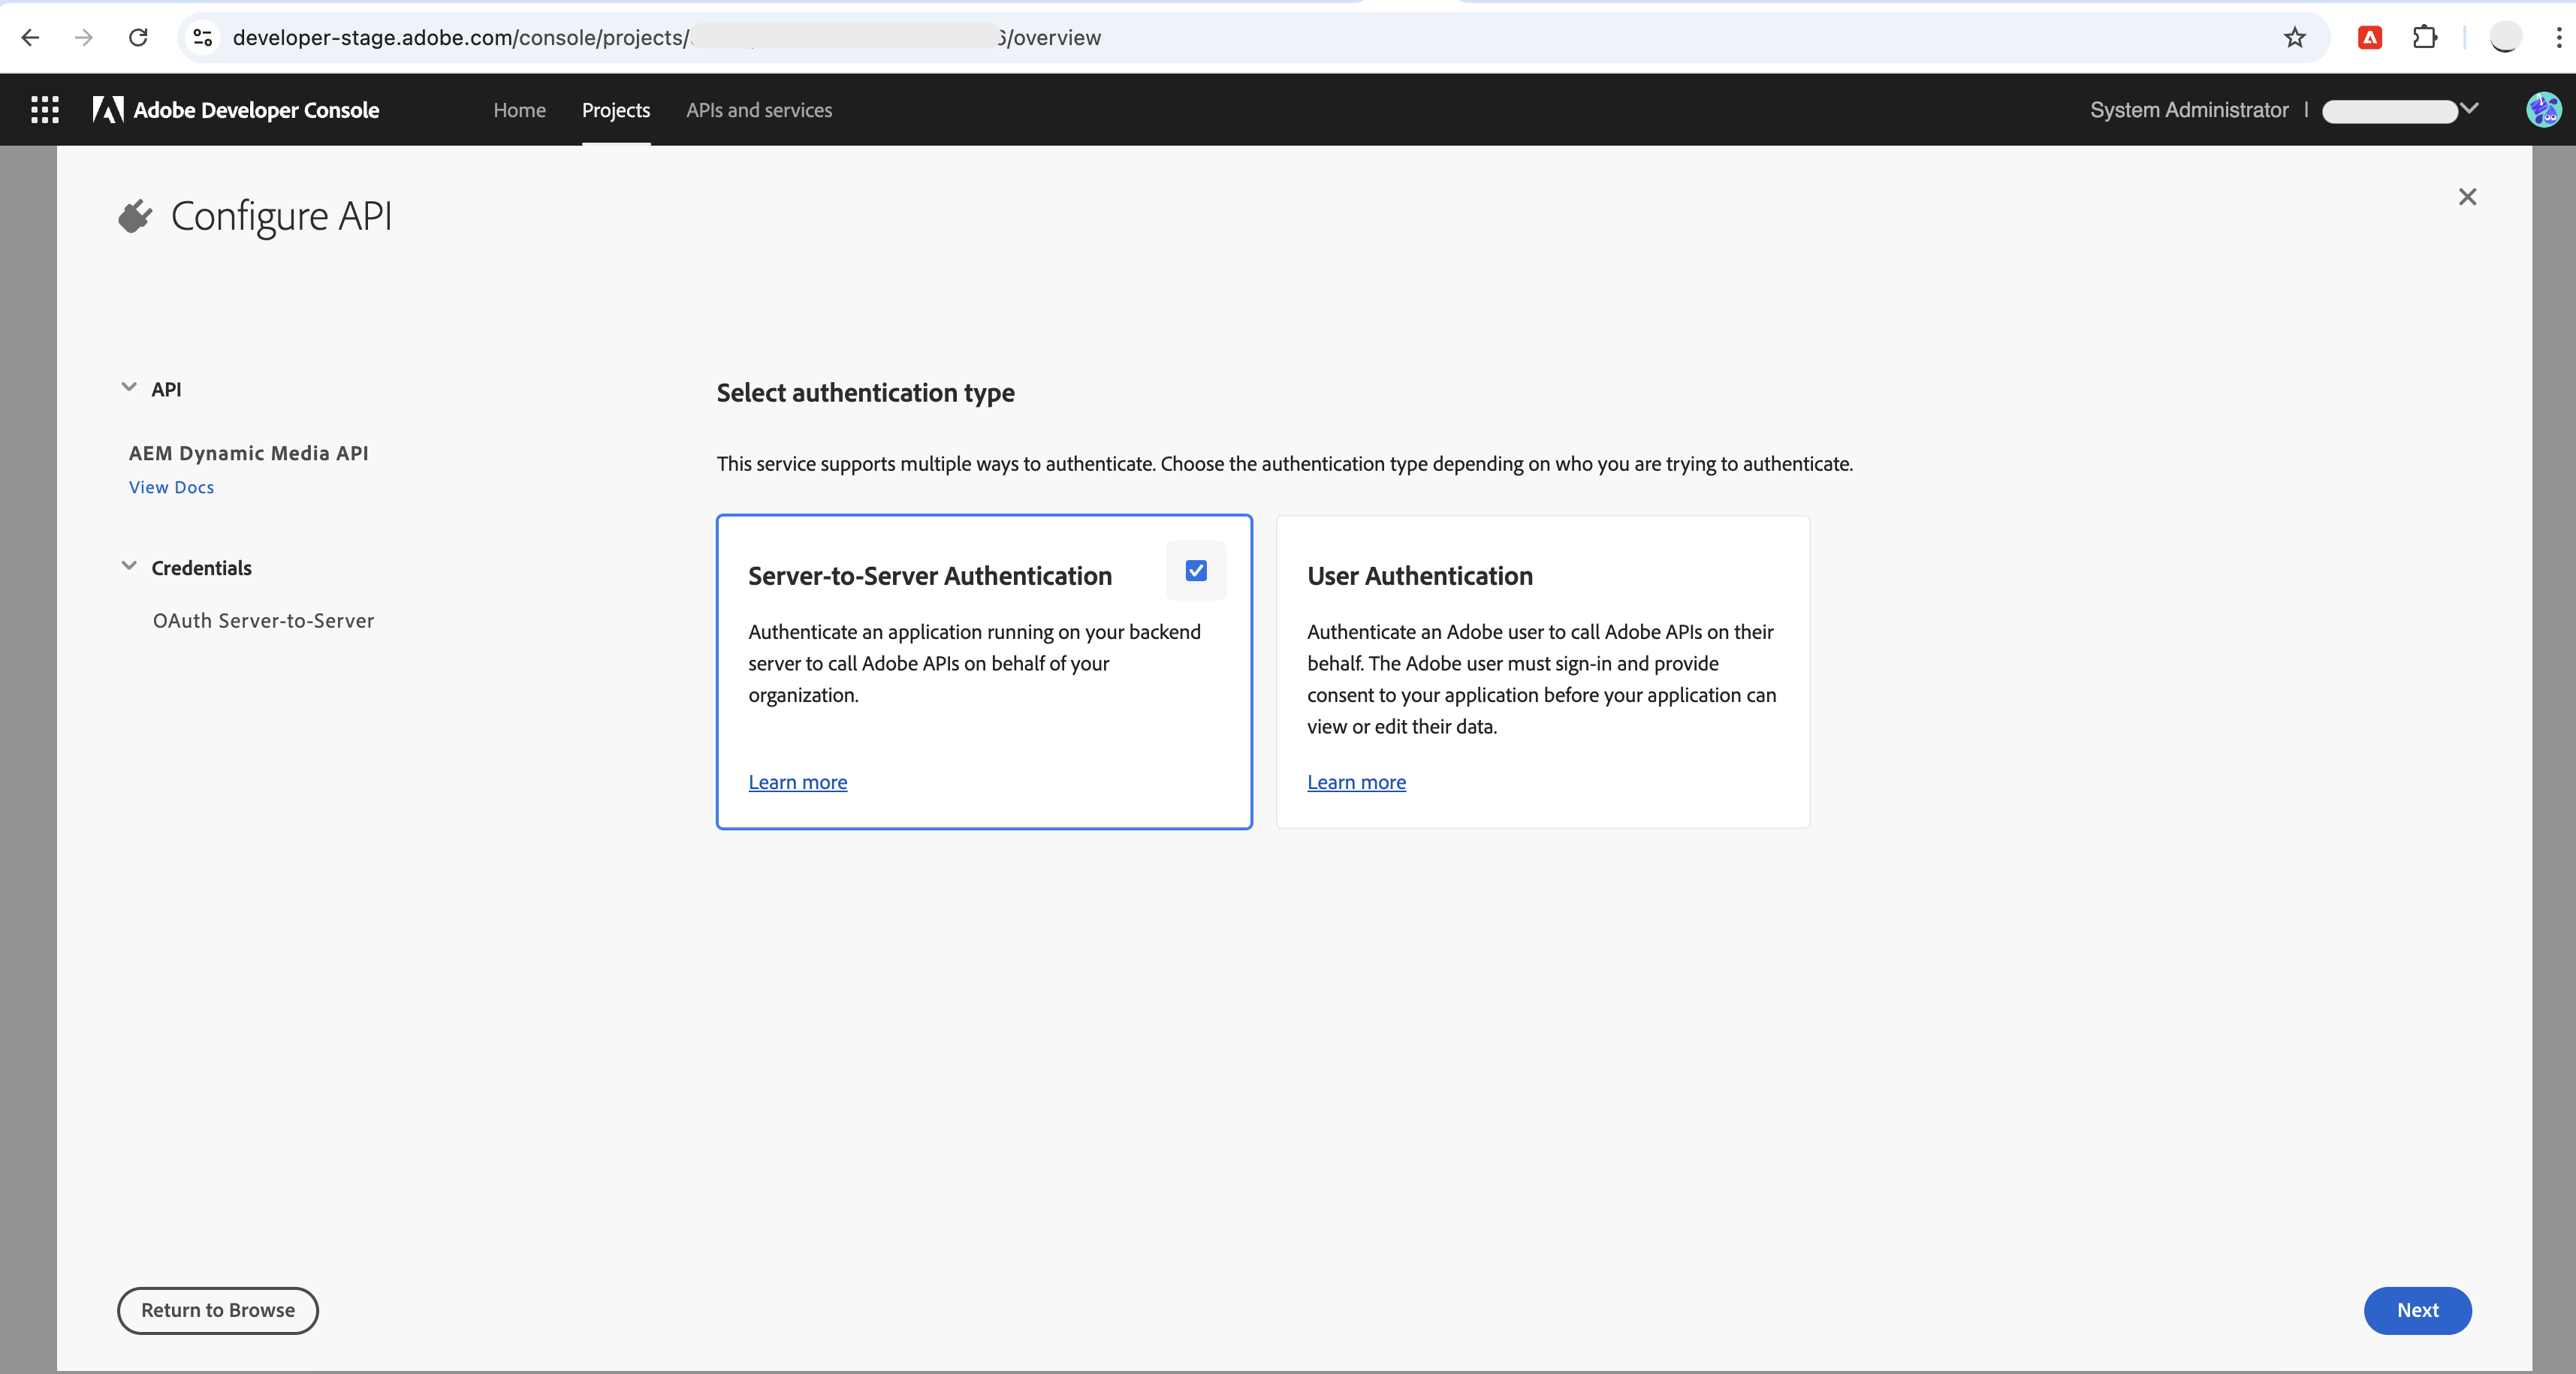 developer-stage.adobe.com/console/projects/ /overview
Adobe Developer Console
Home
Projects
APIs and services
System Administrator |
Configure API
API
AEM Dynamic Media API
View Docs
Credentials
OAuth Server-to-Server
Select authentication type
This service supports multiple ways to authenticate. Choose the authentication type depending on who you are trying to authenticate.
Server-to-Server Authentication
Authenticate an application running on your backend
server to call Adobe APIs on behalf of your
organization.
Learn more
User Authentication
Authenticate an Adobe user to call Adobe APIs on their
behalf. The Adobe user must sign-in and provide
consent to your application before your application can
view or edit their data.
Learn more
Return to Browse
Next